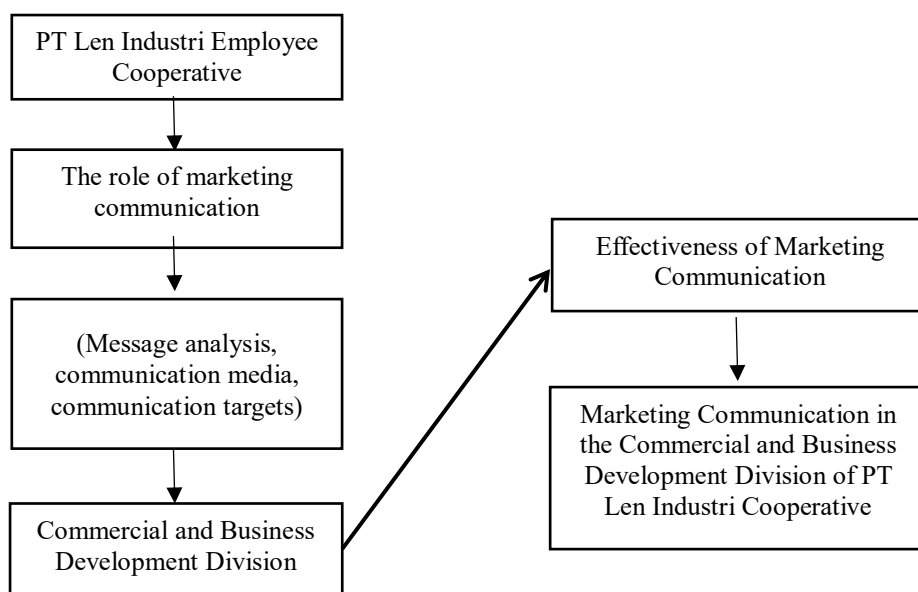 PT Len Industri Employee
Cooperative
The role of marketing
communication
(Message analysis,
communication media,
communication targets)
Commercial and Business
Development Division
Effectiveness of Marketing
Communication
Marketing Communication in
the Commercial and Business
Development Division of PT
Len Industri Cooperative